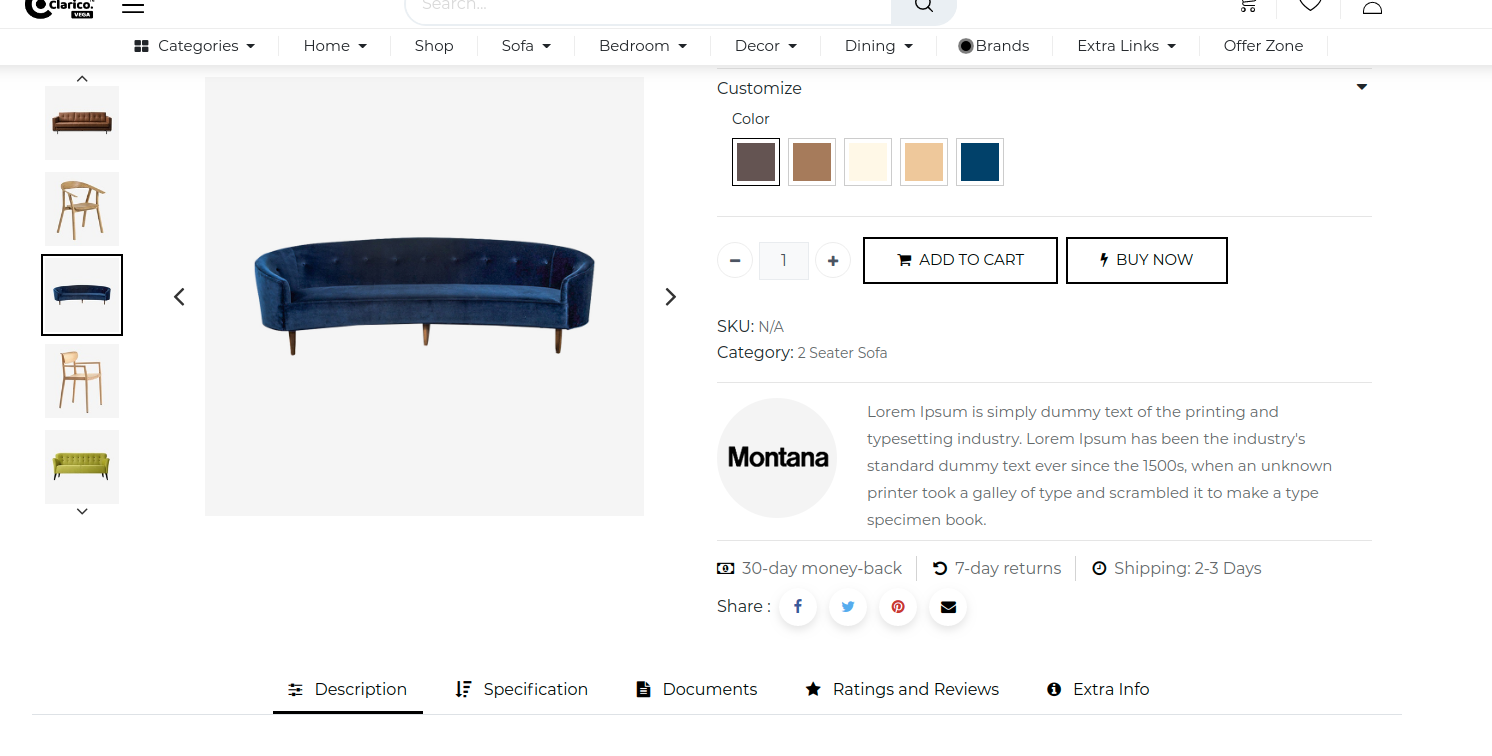 Clarico.
VEGA
Search...
Categories Home Shop Sofa Bedroom Decor Dining Brands Extra Links Offer Zone
Customize
Color
1 ADD TO CART BUY NOW
SKU: N/A
Category: 2 Seater Sofa
Montana
Lorem Ipsum is simply dummy text of the printing and
typesetting industry. Lorem Ipsum has been the industry's
standard dummy text ever since the 1500s, when an unknown
printer took a galley of type and scrambled it to make a type
specimen book.
30-day money-back 7-day returns Shipping: 2-3 Days
Share :
Description Specification Documents Ratings and Reviews Extra Info